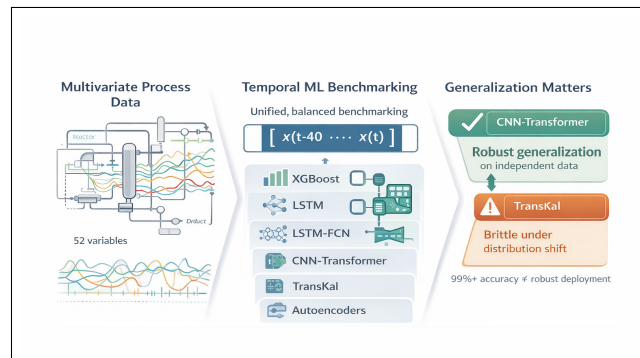 Multivariate Process
Data
Reactor
52 variables
Temporal ML Benchmarking
Unified, balanced benchmarking
[ x(t-40 ···· x(t) ]
XGBoost
LSTM
LSTM-FCN
CNN-Transformer
TransKal
Autoencoders
Generalization Matters
CNN-Transformer
Robust generalization
on independent data
TransKal
Brittle under
distribution shift
99%+ accuracy ≠ robust deployment